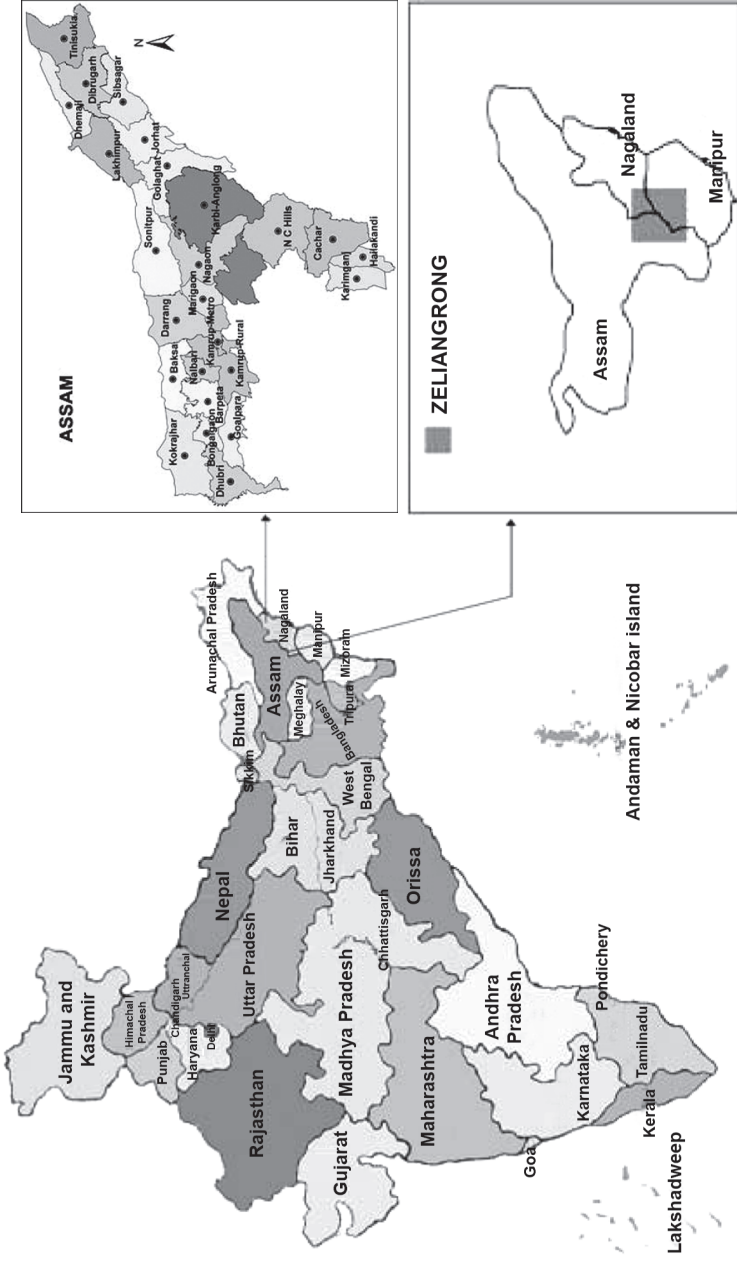 Jammu and
Kashmir
Himachal
Pradesh
Punjab
Chandigarh
Uttranchal
Haryana
Delhi
Rajasthan
Uttar Pradesh
Nepal
Gujarat
Madhya Pradesh
Chhattisgarh
Bihar
Jharkhand
West
Bengal
Sikkim
Bhutan
Arunachal Pradesh
Assam
Meghalay
Bangladesh
Tripura
Nagaland
Manipur
Mizoram
Orissa
Maharashtra
Andhra
Pradesh
Goa
Karnataka
Pondichery
Tamilnadu
Kerala
Lakshadweep
Andaman & Nicobar island
ASSAM
N
Tinisukia
Dibrugarh
Sibsagar
Dhemaji
Lakhimpur
Jorhat
Golaghat
Sonitpur
Karbi-Anglong
Nagaon
Marigaon
N C Hills
Cachar
Hailakandi
Karimganj
Darrang
Kamrup-Metro
Kamrup-Rural
Baksa
Nalbari
Barpeta
Goalpara
Bongaigaon
Kokrajhar
Dhubri
ZELIANGRONG
Assam
Nagaland
Manipur